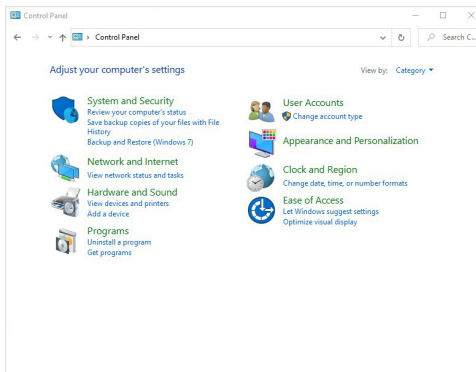 Control Panel
Control Panel
Search C...
Adjust your computer's settings
View by: Category
System and Security
Review your computer's status
Save backup copies of your files with File
History
Backup and Restore (Windows 7)
Network and Internet
View network status and tasks
Hardware and Sound
View devices and printers
Add a device
Programs
Uninstall a program
Get programs
User Accounts
Change account type
Appearance and Personalization
Clock and Region
Change date, time, or number formats
Ease of Access
Let Windows suggest settings
Optimize visual display